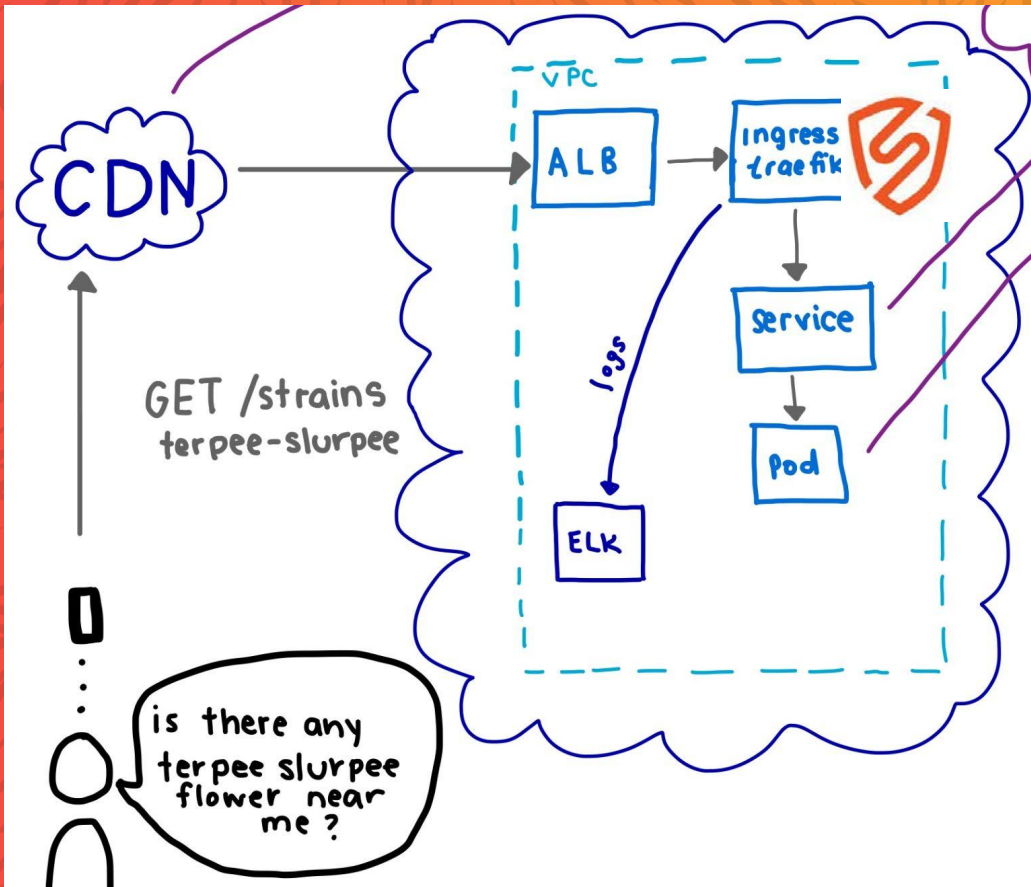 VPC
CDN
ALB
Ingress
traefik
service
Pod
logs
ELK
GET /strains
terpee-slurpee
is there any
terpee slurpee
flower near
me?